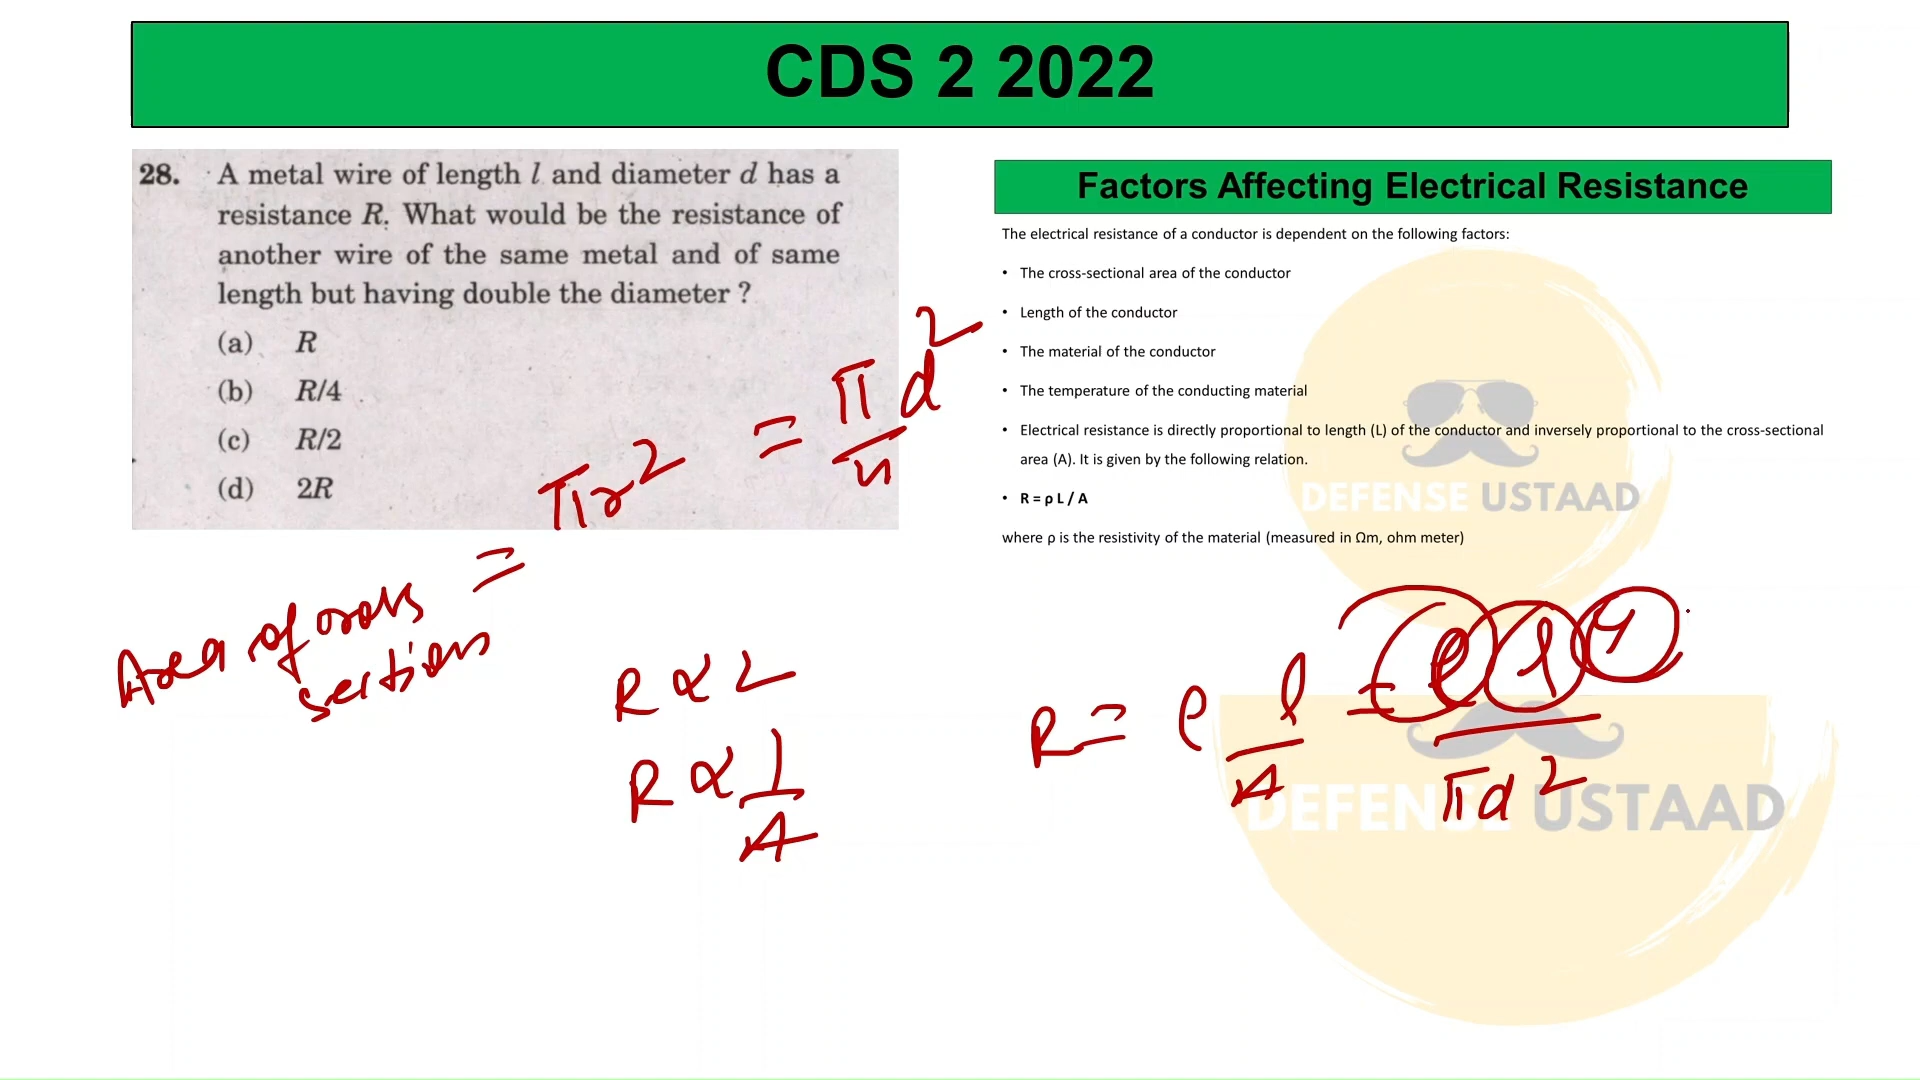 CDS 2 2022
28. A metal wire of length l and diameter d has a
resistance R. What would be the resistance of
another wire of the same metal and of same
length but having double the diameter ?
(a) R
(b) R/4
(c) R/2
(d) 2R
Factors Affecting Electrical Resistance
The electrical resistance of a conductor is dependent on the following factors:
• The cross-sectional area of the conductor
• Length of the conductor
• The material of the conductor
• The temperature of the conducting material
• Electrical resistance is directly proportional to length (L) of the conductor and inversely proportional to the cross-sectional
area (A). It is given by the following relation.
• R = ρ L / A
where ρ is the resistivity of the material (measured in Ωm, ohm meter)
DEFENSE USTAAD
Area of
section
= πr² = πd²
R ∝ L
R ∝ 1/A
R = ρ l/A = ρ l 4 / πd²
DEFENSE USTAAD